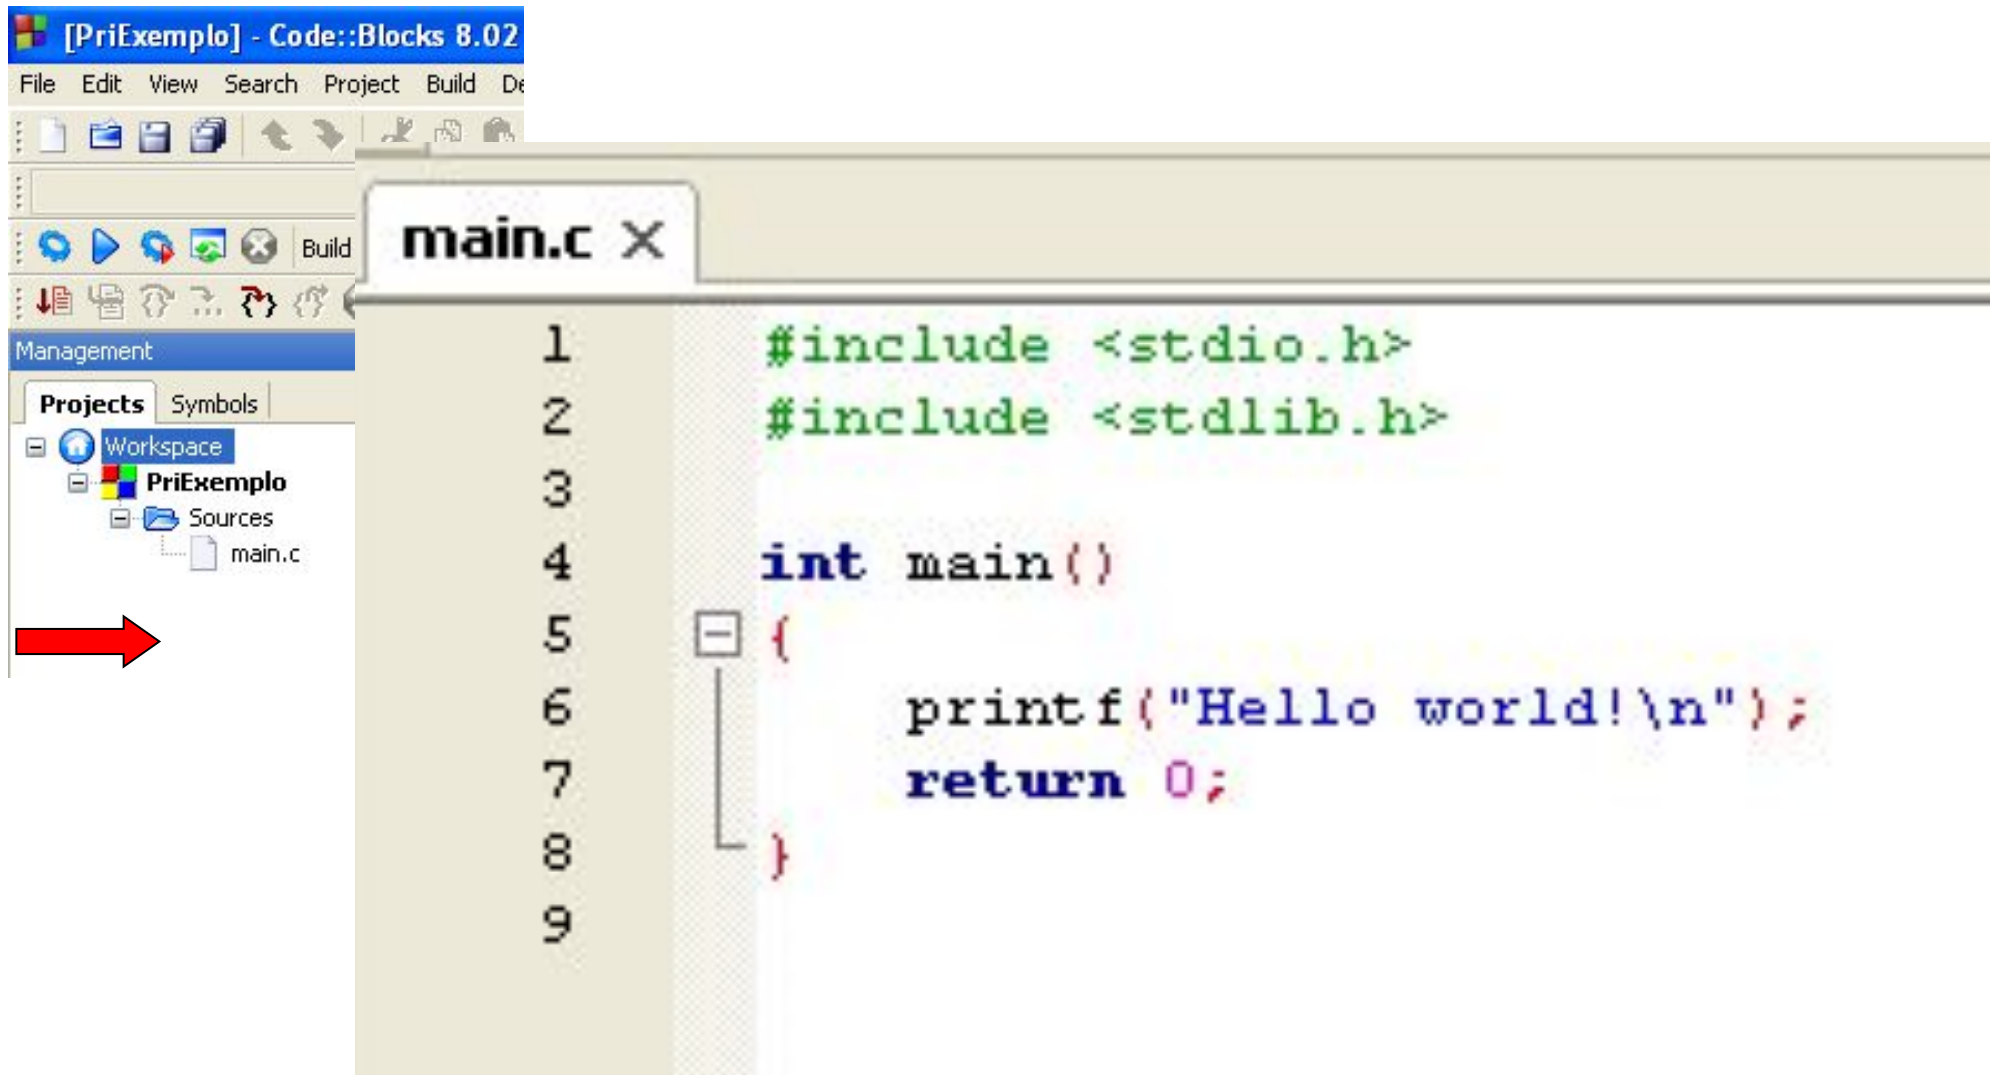 [PriExemplo] - Code::Blocks 8.02
File Edit View Search Project Build De
Build
Management
Projects Symbols
Workspace
PriExemplo
Sources
main.c
main.c
1 #include <stdio.h>
2 #include <stdlib.h>
3
4 int main()
5 {
6     printf("Hello world!\n");
7     return 0;
8 }
9